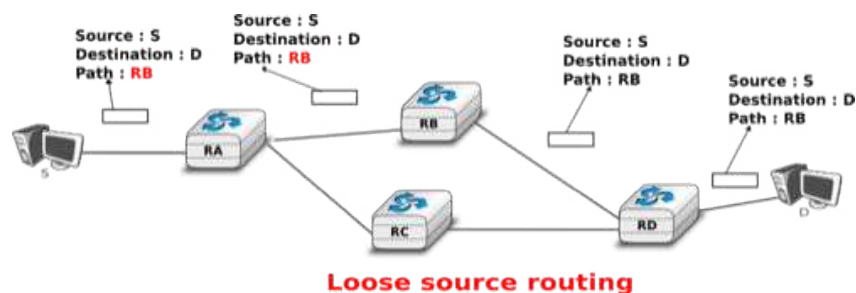 Source : S
Destination : D
Path : RB
Source : S
Destination : D
Path : RB
Source : S
Destination : D
Path : RB
Source : S
Destination : D
Path : RB
RA
RB
S
RC
RD
D
Loose source routing